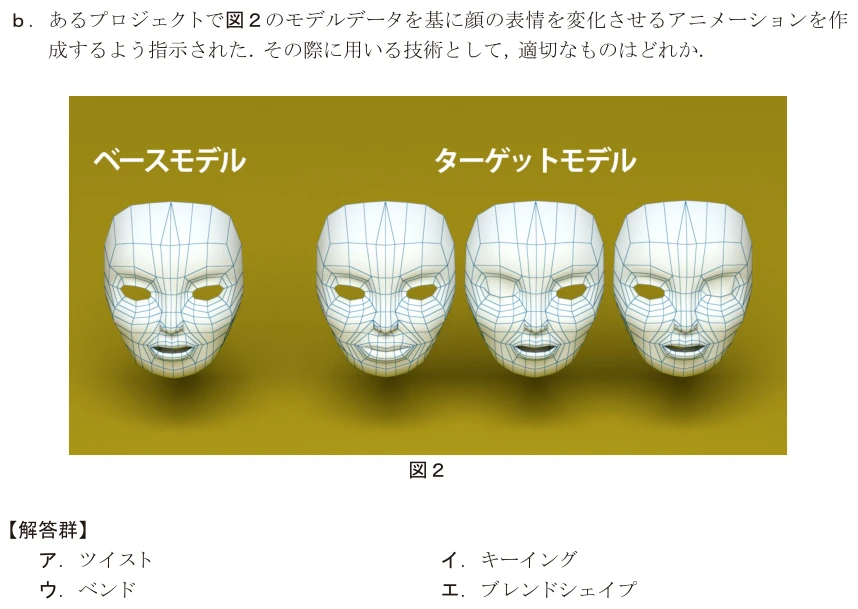 b．あるプロジェクトで図2のモデルデータを基に顔の表情を変化させるアニメーションを作
成するよう指示された．その際に用いる技術として，適切なものはどれか．
ベースモデル
ターゲットモデル
図2
【解答群】
ア．ツイスト
イ．キーイング
ウ．ベンド
エ．ブレンドシェイプ